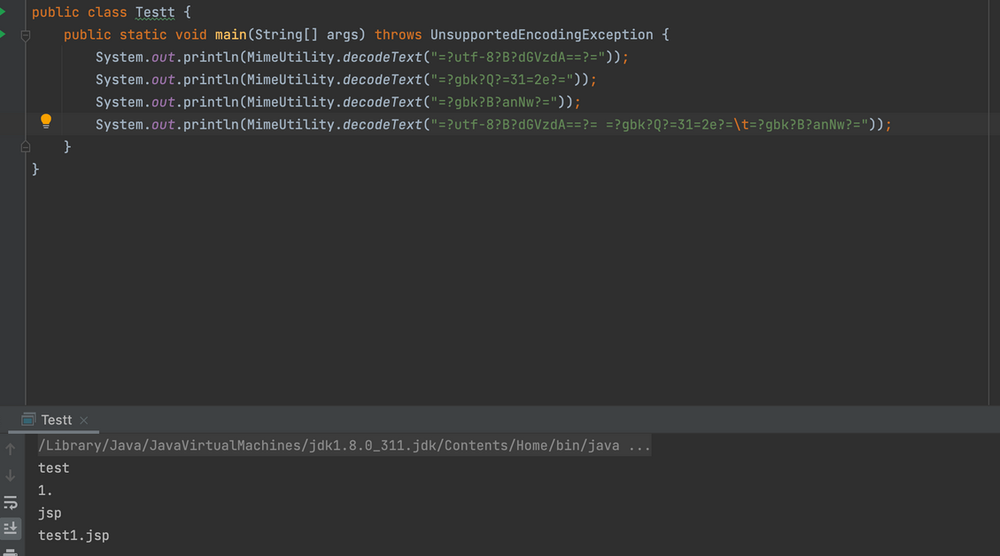 public class Testt {
public static void main(String[] args) throws UnsupportedEncodingException {
System.out.println(MimeUtility.decodeText("=?utf-8?B?dGVzdA==?="));
System.out.println(MimeUtility.decodeText("=?gbk?Q?=31=2e?="));
System.out.println(MimeUtility.decodeText("=?gbk?B?anNw?="));
System.out.println(MimeUtility.decodeText("=?utf-8?B?dGVzdA==?= =?gbk?Q?=31=2e?=\t=?gbk?B?anNw?="));
}
}
Testt ×
/Library/Java/JavaVirtualMachines/jdk1.8.0_311.jdk/Contents/Home/bin/java ...
test
1.
jsp
test1.jsp